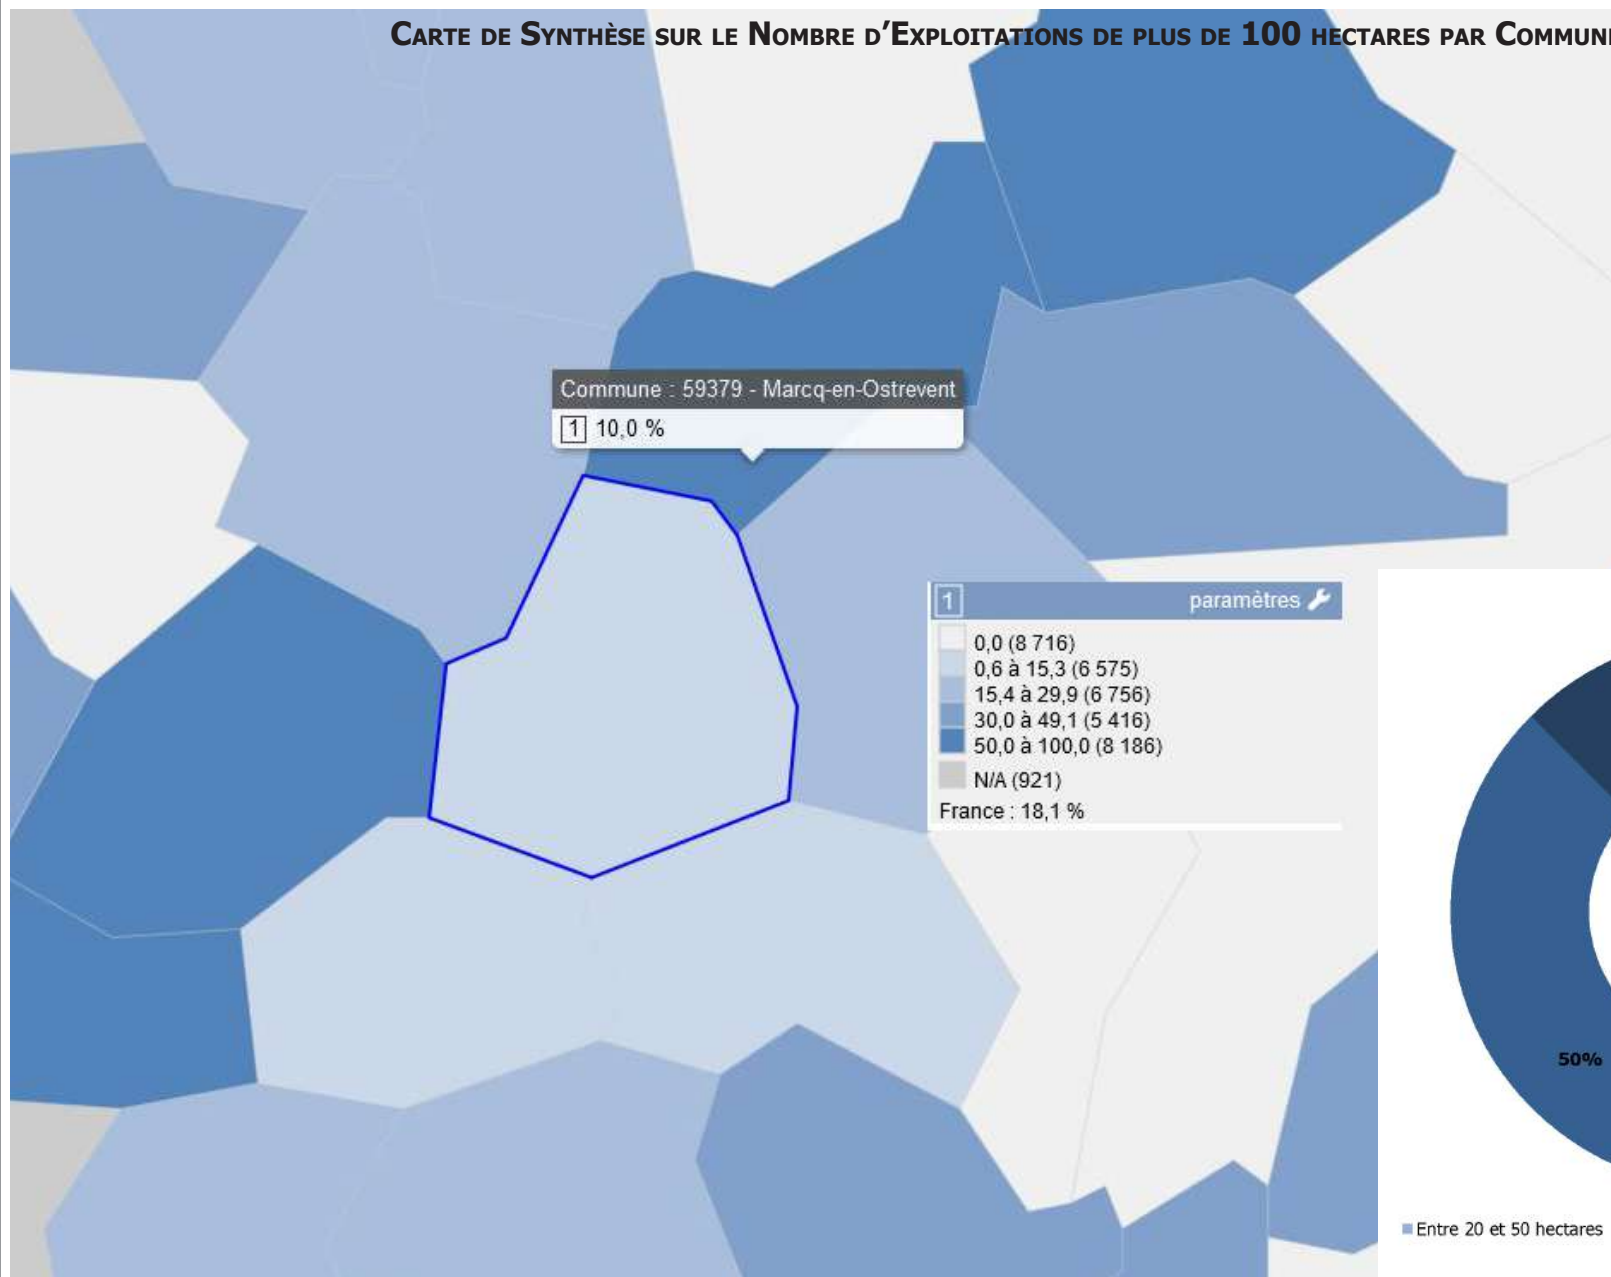 CARTE DE SYNTHÈSE SUR LE NOMBRE D'EXPLOITATIONS DE PLUS DE 100 HECTARES PAR COMMUN
Commune : 59379 - Marcq-en-Ostrevent
1 10,0 %
1 paramètres
0,0 (8 716)
0,6 à 15,3 (6 575)
15,4 à 29,9 (6 756)
30,0 à 49,1 (5 416)
50,0 à 100,0 (8 186)
N/A (921)
France : 18,1 %
50%
Entre 20 et 50 hectares